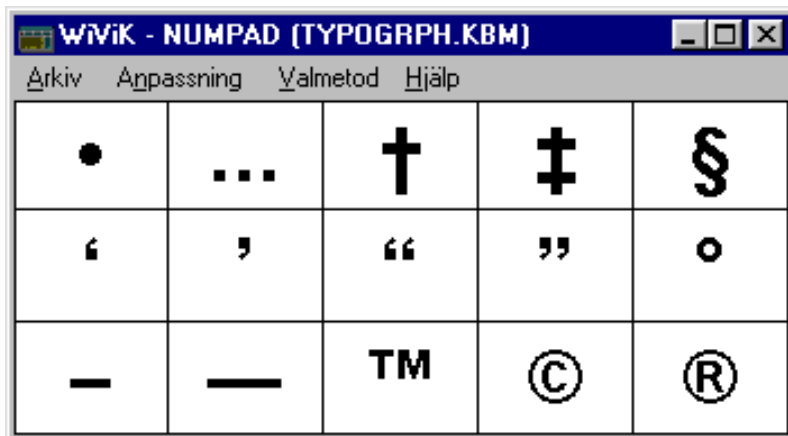 WiViK - NUMPAD (TYPOGRPH.KBM)
Arkiv Anpassning Valmetod Hjälp
• … † ‡ §
‘ ’ “ ” °
– — ™ © ®